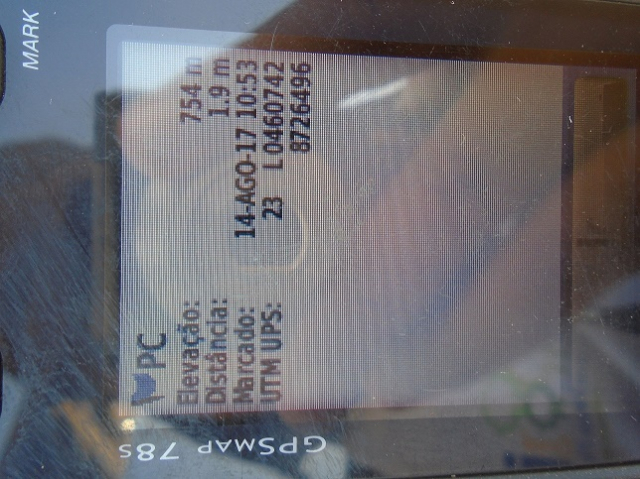 MARK
PC
Elevação: 754 m
Distância: 1.9 m
Marcado: 14-AGO-17 10:53
UTM UPS: 23 L 0460742
8726496
GPSMAP 78s